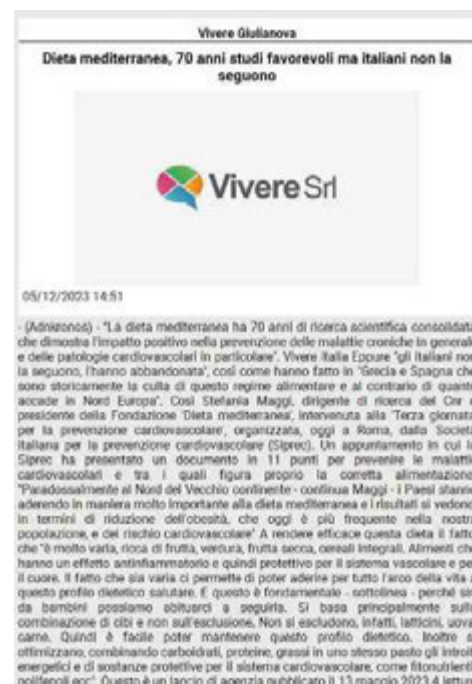 Vivere Giulianova
Dieta mediterranea, 70 anni studi favorevoli ma italiani non la
seguono
Vivere Srl
05/12/2023 14:51
- (Adnkronos) - "La dieta mediterranea ha 70 anni di ricerca scientifica consolidata
che dimostra l'impatto positivo nella prevenzione delle malattie croniche in generale
e delle patologie cardiovascolari in particolare". Vivere Italia Eppure "gli italiani non
la seguono, l'hanno abbandonata", così come hanno fatto in "Grecia e Spagna che
sono storicamente la culla di questo regime alimentare e al contrario di quanto
accade in Nord Europa". Così Stefania Maggi, dirigente di ricerca del Cnr e
presidente della Fondazione 'Dieta mediterranea', intervenuta alla 'Terza giornata
per la prevenzione cardiovascolare', organizzata, oggi a Roma, dalla Società
italiana per la prevenzione cardiovascolare (Siprec). Un appuntamento in cui la
Siprec ha presentato un documento in 11 punti per prevenire le malattie
cardiovascolari e tra i quali figura proprio la corretta alimentazione.
"Paradossalmente al Nord del Vecchio continente - continua Maggi - i Paesi stanno
aderendo in maniera molto importante alla dieta mediterranea e i risultati si vedono
in termini di riduzione dell'obesità, che oggi è più frequente nella nostra
popolazione, e del rischio cardiovascolare" A rendere efficace questa dieta il fatto
che "è molto varia, ricca di frutta, verdura, frutta secca, cereali integrali. Alimenti che
hanno un effetto antinfiammatorio e quindi protettivo per il sistema vascolare e per
il cuore. Il fatto che sia varia ci permette di poter aderire per tutto l'arco della vita a
questo profilo dietetico salutare. E questo è fondamentale - sottolinea - perché sin
da bambini possiamo abituarci a seguirla. Si basa principalmente sulla
combinazione di cibi e non sull'esclusione. Non si escludono, infatti, latticini, uova,
carne. Quindi è facile poter mantenere questo profilo dietetico. Inoltre si
ottimizzano, combinando carboidrati, proteine, grassi in uno stesso pasto gli introiti
energetici e di sostanze protettive per il sistema cardiovascolare, come fitonutrienti
polifenoli ecc". Questo è un lancio di agenzia pubblicato il 13 maggio 2023 4 letture